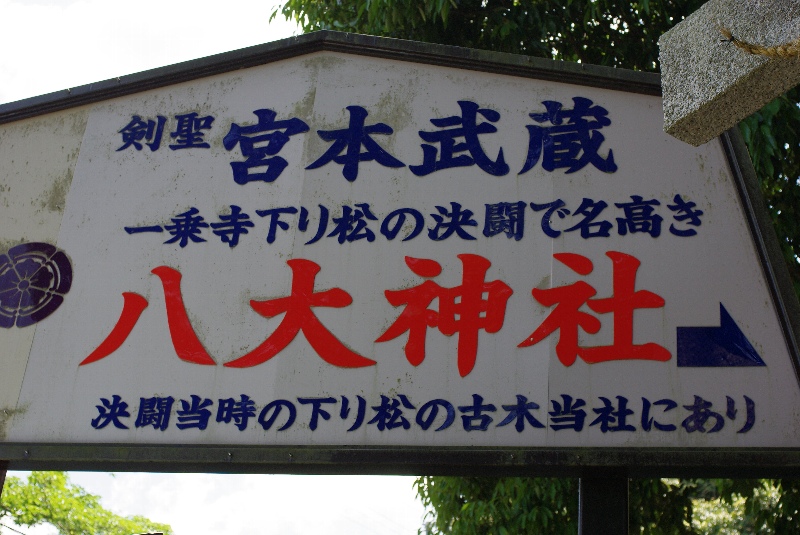 剣聖 宮本武蔵
一乗寺下り松の決闘で名高き
八大神社
決闘当時の下り松の古木当社にあり